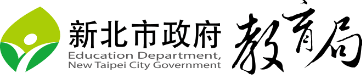 新北市政府
Education Department,
New Taipei City Government
教育局